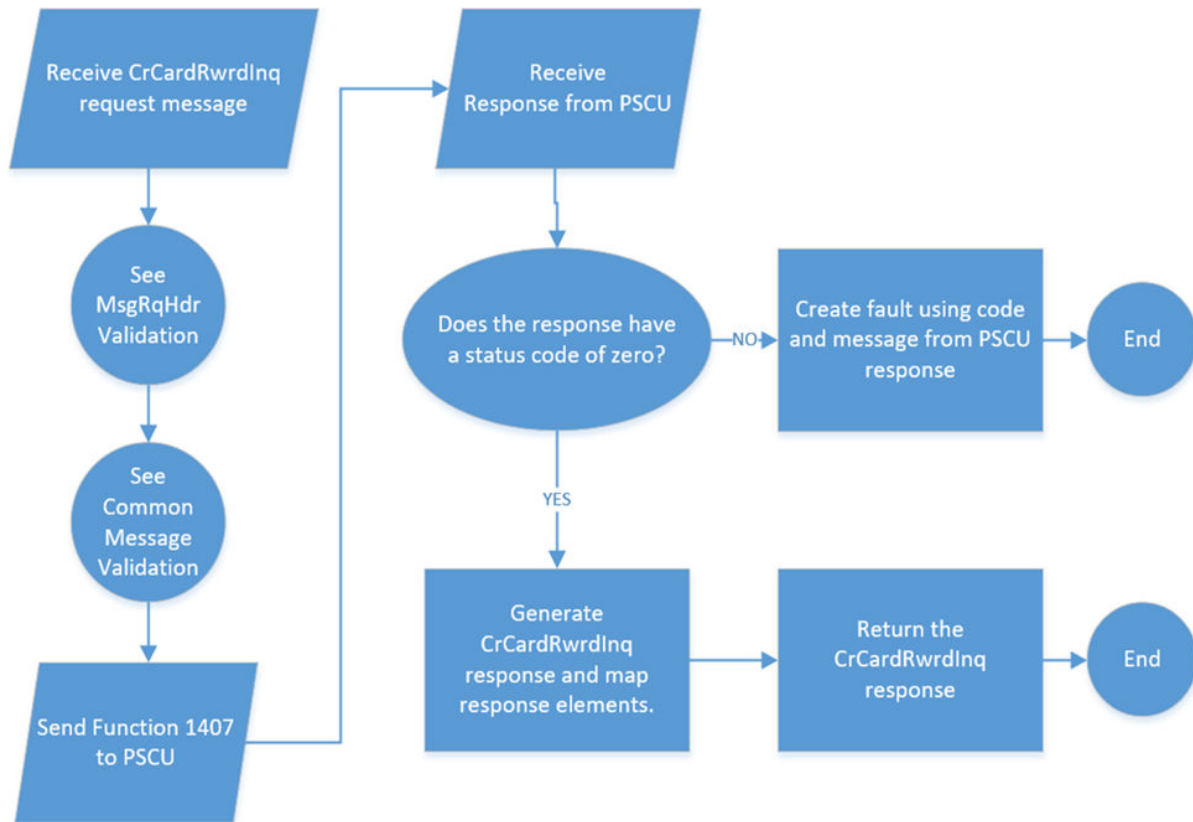 Receive CrCardRwrdInq
request message
See
MsgRqHdr
Validation
See
Common
Message
Validation
Send Function 1407
to PSCU
Receive
Response from PSCU
Does the response have
a status code of zero?
NO
Create fault using code
and message from PSCU
response
End
YES
Generate
CrCardRwrdInq
response and map
response elements.
Return the
CrCardRwrdInq
response
End